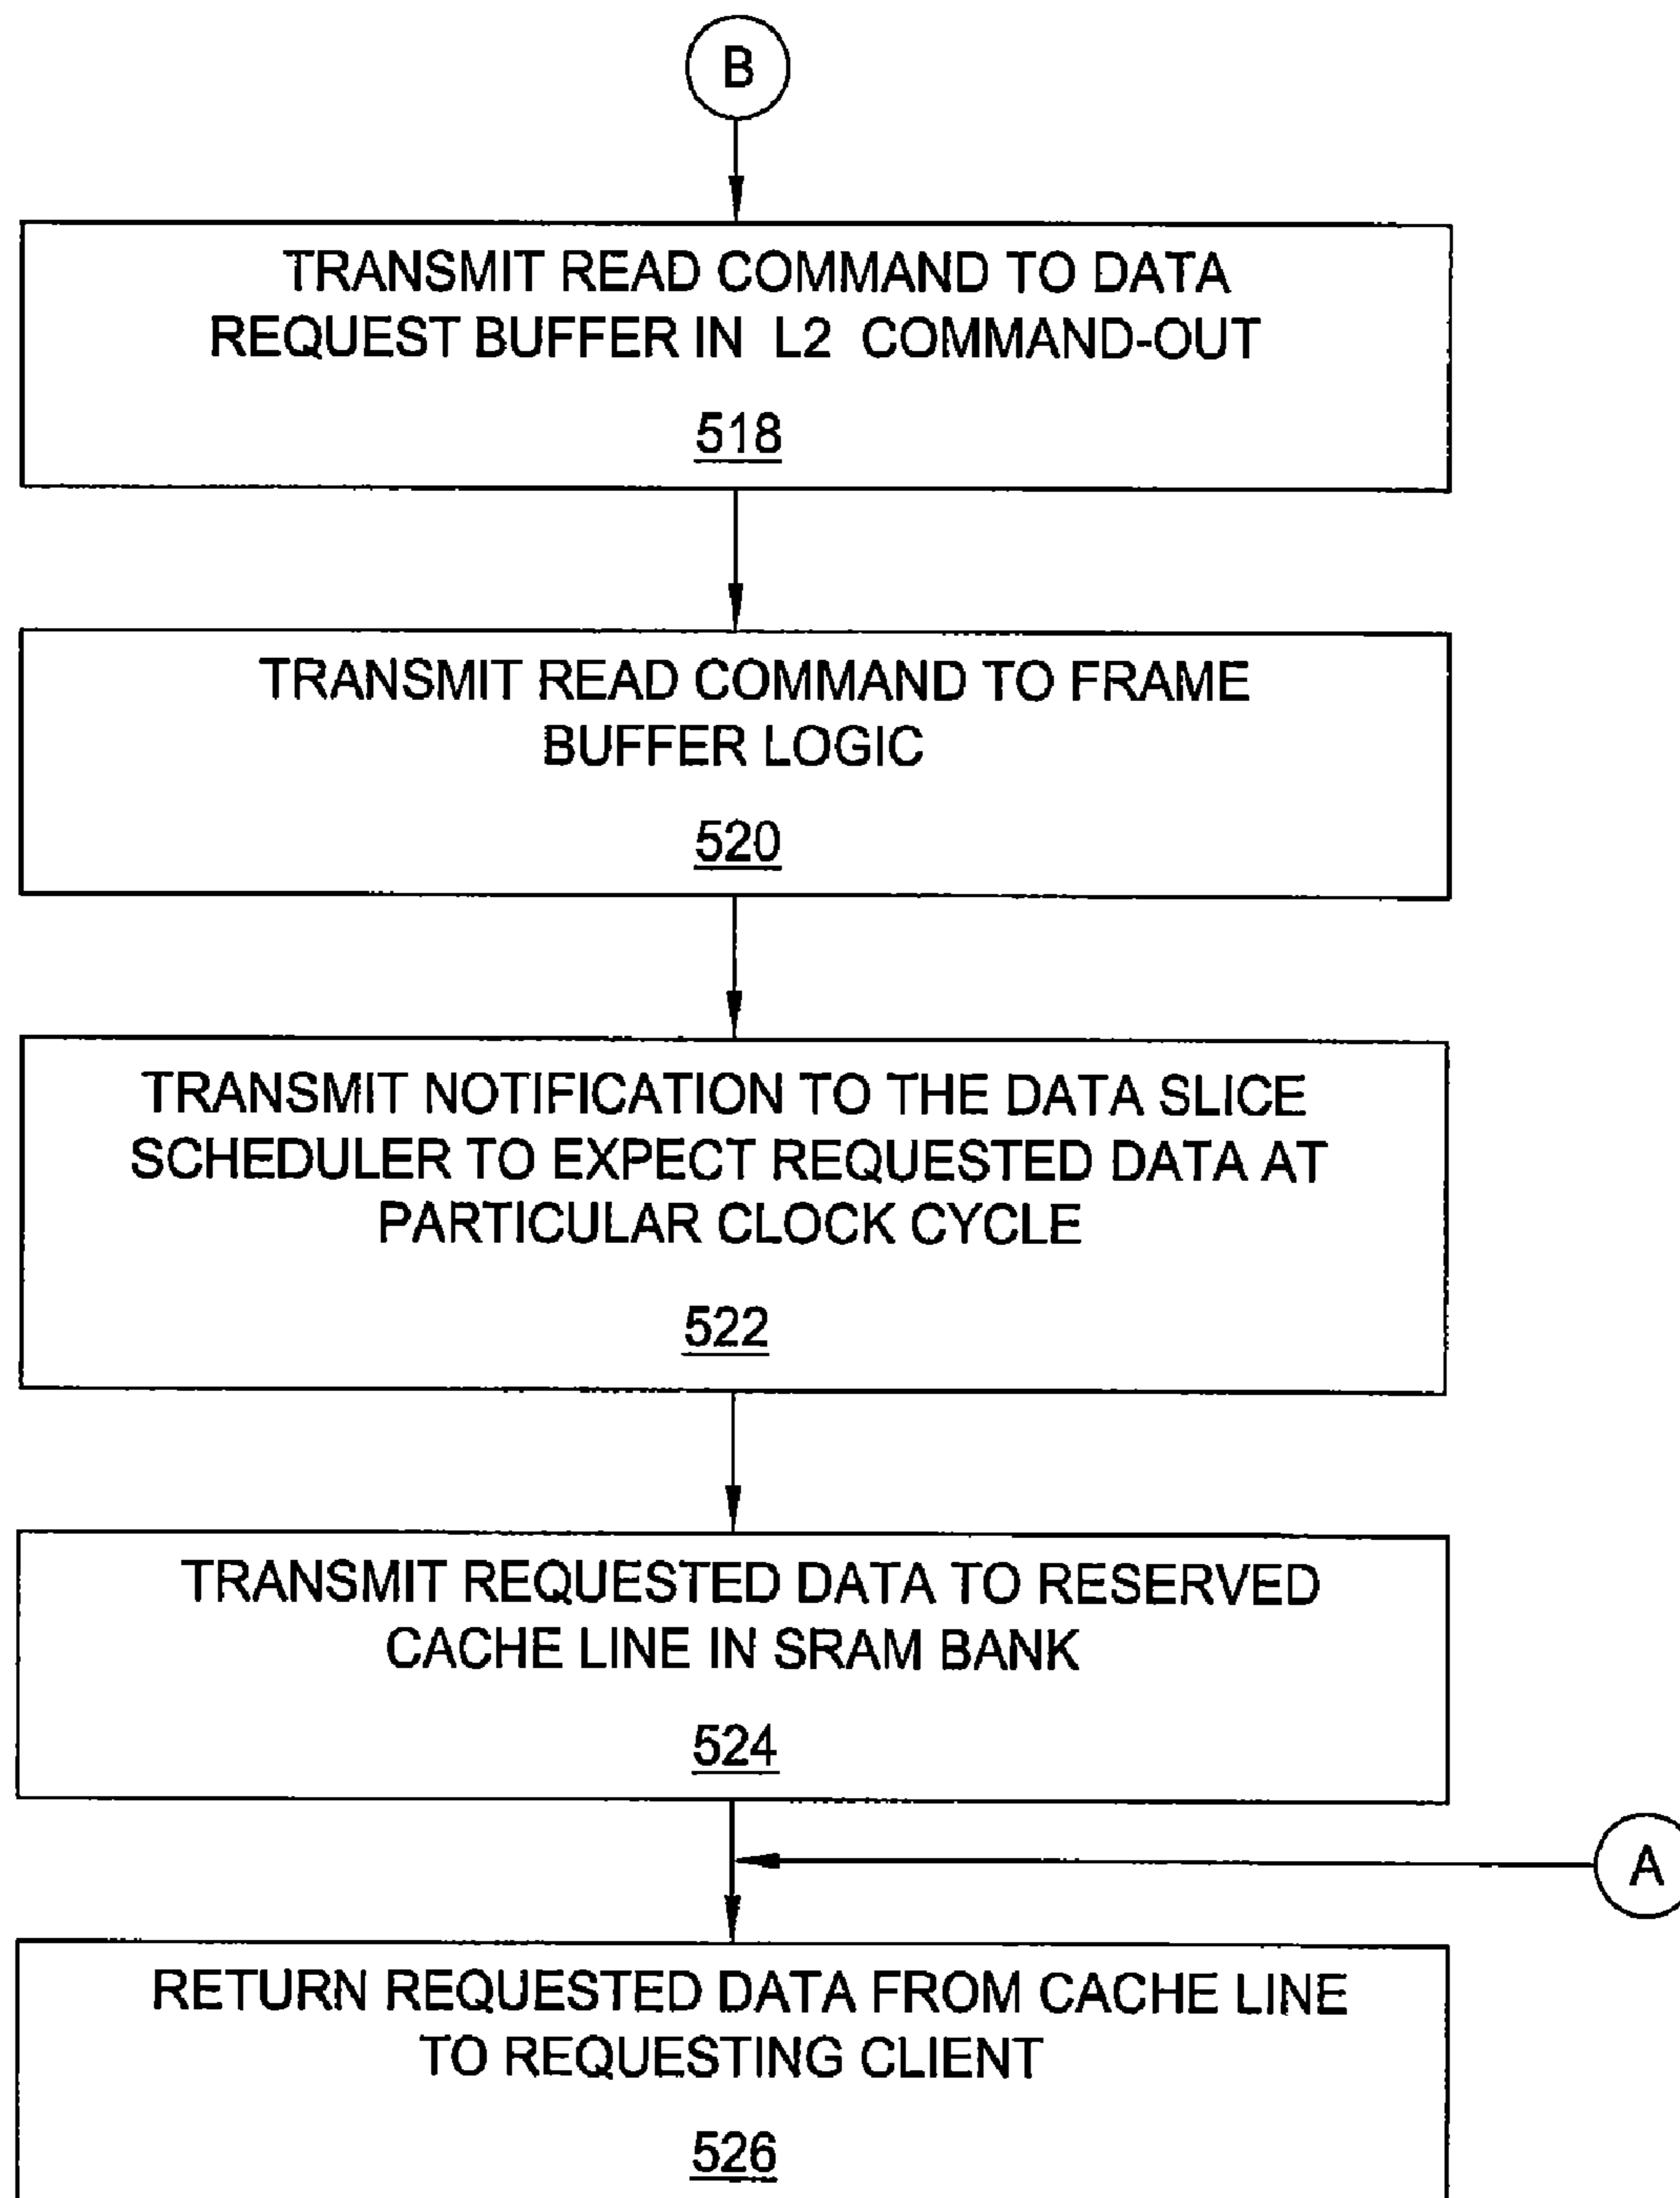 B
TRANSMIT READ COMMAND TO DATA
REQUEST BUFFER IN L2 COMMAND-OUT
518
TRANSMIT READ COMMAND TO FRAME
BUFFER LOGIC
520
TRANSMIT NOTIFICATION TO THE DATA SLICE
SCHEDULER TO EXPECT REQUESTED DATA AT
PARTICULAR CLOCK CYCLE
522
TRANSMIT REQUESTED DATA TO RESERVED
CACHE LINE IN SRAM BANK
524
A
RETURN REQUESTED DATA FROM CACHE LINE
TO REQUESTING CLIENT
526